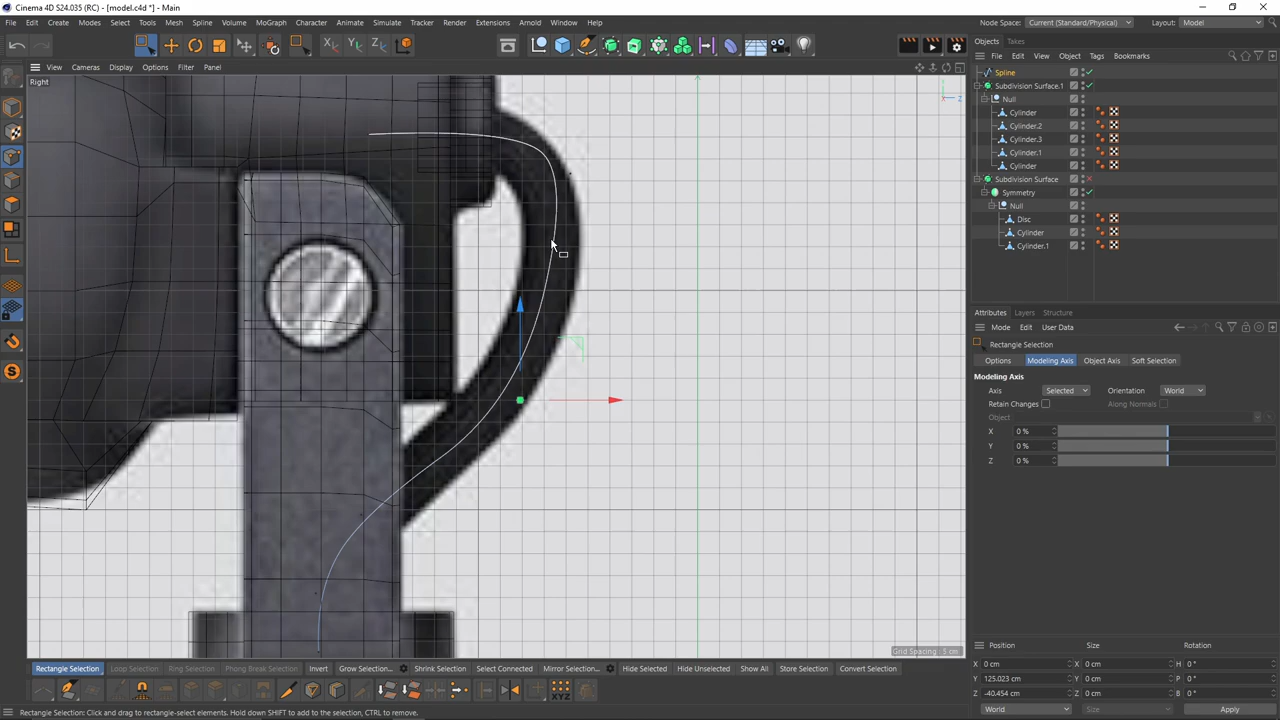 Cinema 4D S24.035 (RC) - [model.c4d *] - Main
File Edit Create Modes Select Tools Mesh Spline Volume MoGraph Character Animate Simulate Tracker Render Extensions Arnold Window Help
Node Space: Current (Standard/Physical) Layout: Model
X Y Z
Objects Takes
File Edit View Object Tags Bookmarks
View Cameras Display Options Filter Panel
Right
Y
Z
Spline
Subdivision Surface.1
Null
Cylinder
Cylinder.2
Cylinder.3
Cylinder.1
Cylinder
Subdivision Surface
Symmetry
Null
Disc
Cylinder
Cylinder.1
Attributes Layers Structure
Mode Edit User Data
Rectangle Selection
Options Modeling Axis Object Axis Soft Selection
Modeling Axis
Axis Selected Orientation World
Retain Changes Along Normals
Object
X 0 %
Y 0 %
Z 0 %
Grid Spacing : 5 cm
Rectangle Selection Loop Selection Ring Selection Phong Break Selection Invert Grow Selection... Shrink Selection Select Connected Mirror Selection... Hide Selected Hide Unselected Show All Store Selection Convert Selection
Position Size Rotation
X 0 cm X 0 cm H 0 °
Y 125.023 cm Y 0 cm P 0 °
Z -40.454 cm Z 0 cm B 0 °
World Size Apply
XYZ
Rectangle Selection: Click and drag to rectangle-select elements. Hold down SHIFT to add to the selection, CTRL to remove.